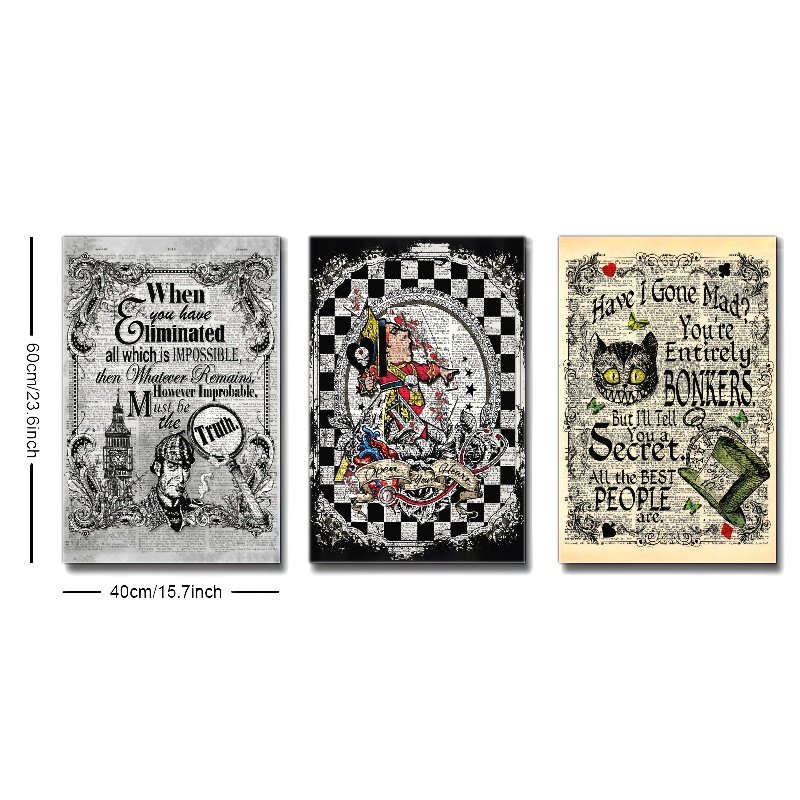 60cm/23.6inch
When
you have
Eliminated
all which is IMPOSSIBLE,
then Whatever Remains,
However Improbable,
Must be
the Truth.
40cm/15.7inch
Have I Gone Mad?
You're
Entirely
BONKERS.
But I'll Tell
You a
Secret.
All the BEST
PEOPLE
are.